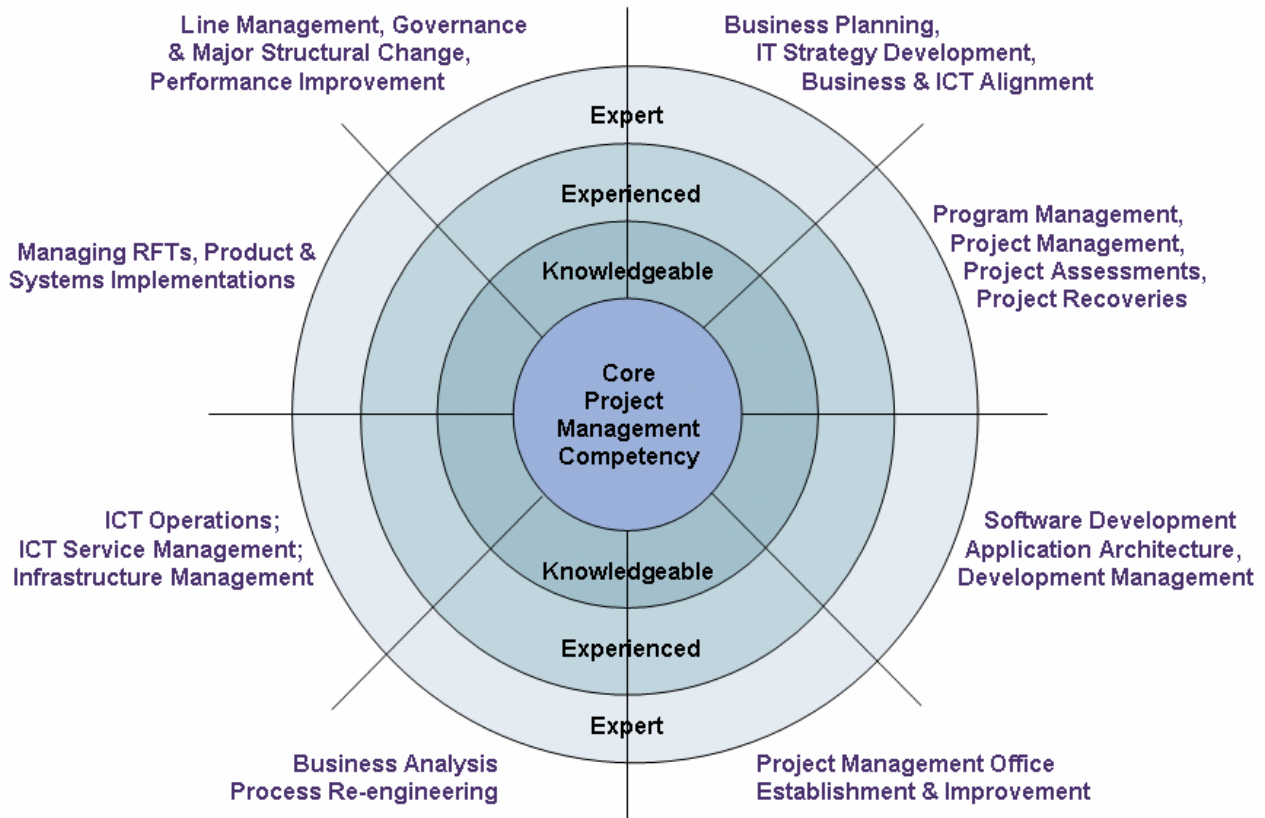 Line Management, Governance
& Major Structural Change,
Performance Improvement
Business Planning,
IT Strategy Development,
Business & ICT Alignment
Expert
Experienced
Knowledgeable
Managing RFTs, Product &
Systems Implementations
Program Management,
Project Management,
Project Assessments,
Project Recoveries
Core
Project
Management
Competency
ICT Operations;
ICT Service Management;
Infrastructure Management
Software Development
Application Architecture,
Development Management
Knowledgeable
Experienced
Expert
Business Analysis
Process Re-engineering
Project Management Office
Establishment & Improvement